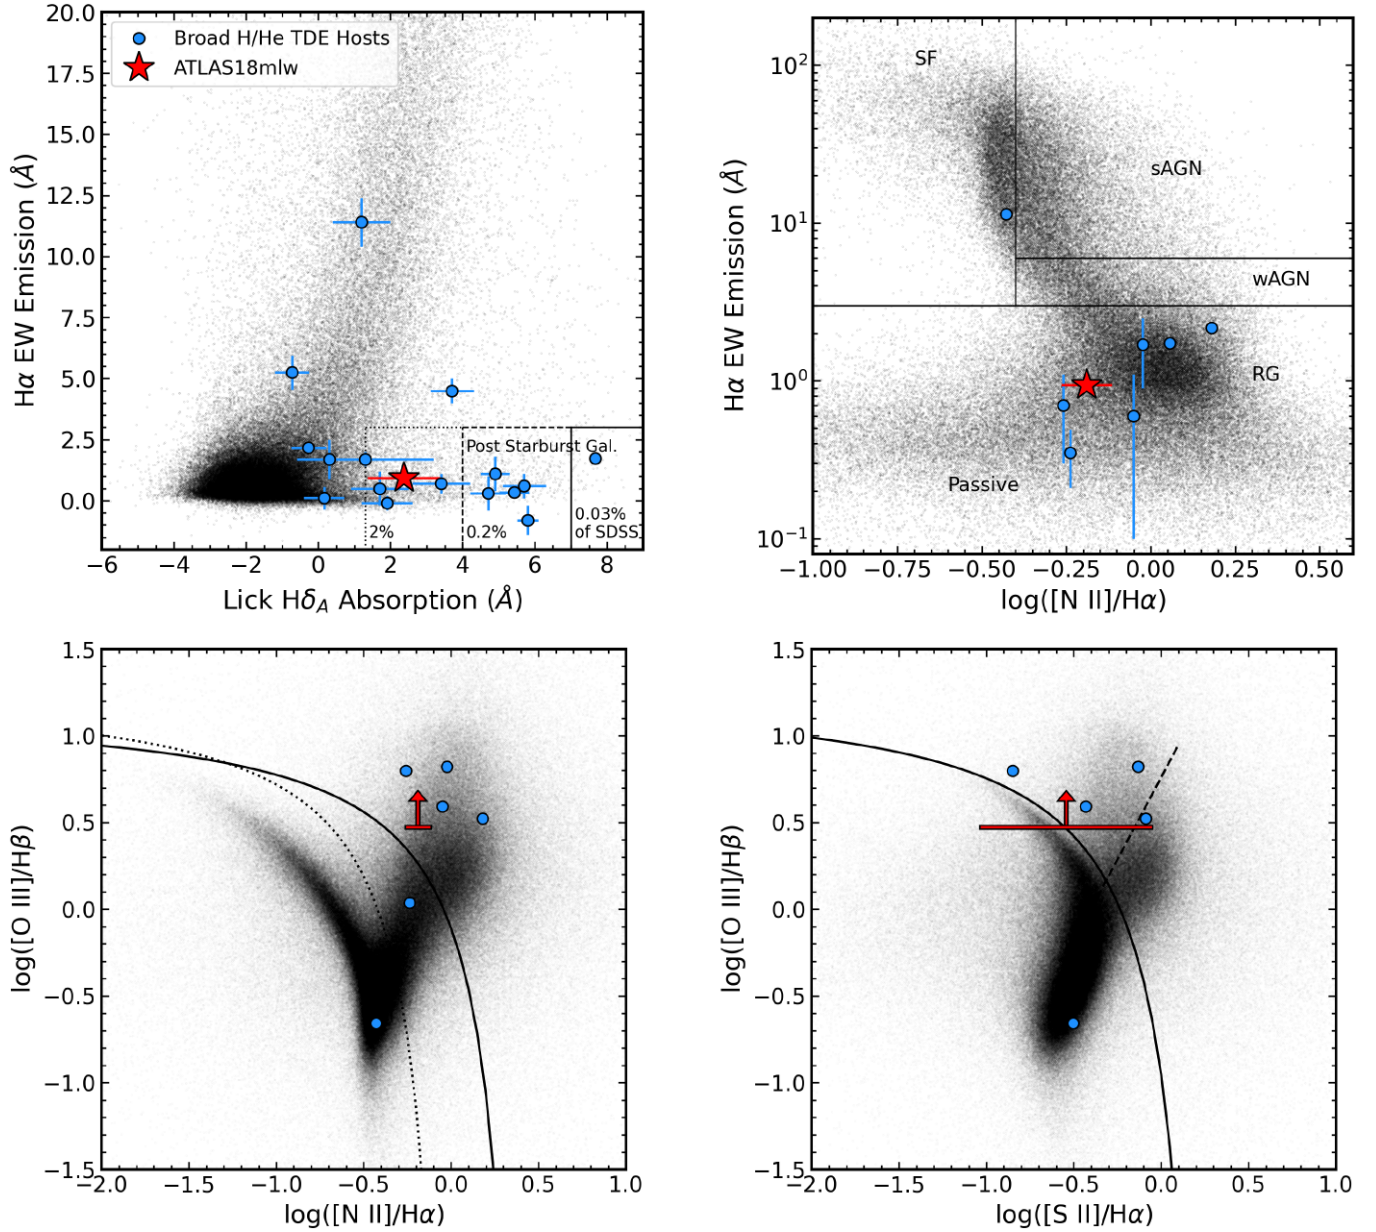 20.0
17.5
15.0
12.5
10.0
7.5
5.0
2.5
0.0
Hα EW Emission (Å)
Broad H/He TDE Hosts
ATLAS18mlw
Post Starburst Gal.
2%
0.2%
0.03%
of SDSS
−6 −4 −2 0 2 4 6 8
Lick Hδ_A Absorption (Å)
10²
10¹
10⁰
10⁻¹
Hα EW Emission (Å)
SF
sAGN
wAGN
RG
Passive
−1.00 −0.75 −0.50 −0.25 0.00 0.25 0.50
log([N II]/Hα)
1.5
1.0
0.5
0.0
−0.5
−1.0
−1.5
log([O III]/Hβ)
−2.0 −1.5 −1.0 −0.5 0.0 0.5 1.0
log([N II]/Hα)
1.5
1.0
0.5
0.0
−0.5
−1.0
−1.5
log([O III]/Hβ)
−2.0 −1.5 −1.0 −0.5 0.0 0.5 1.0
log([S II]/Hα)